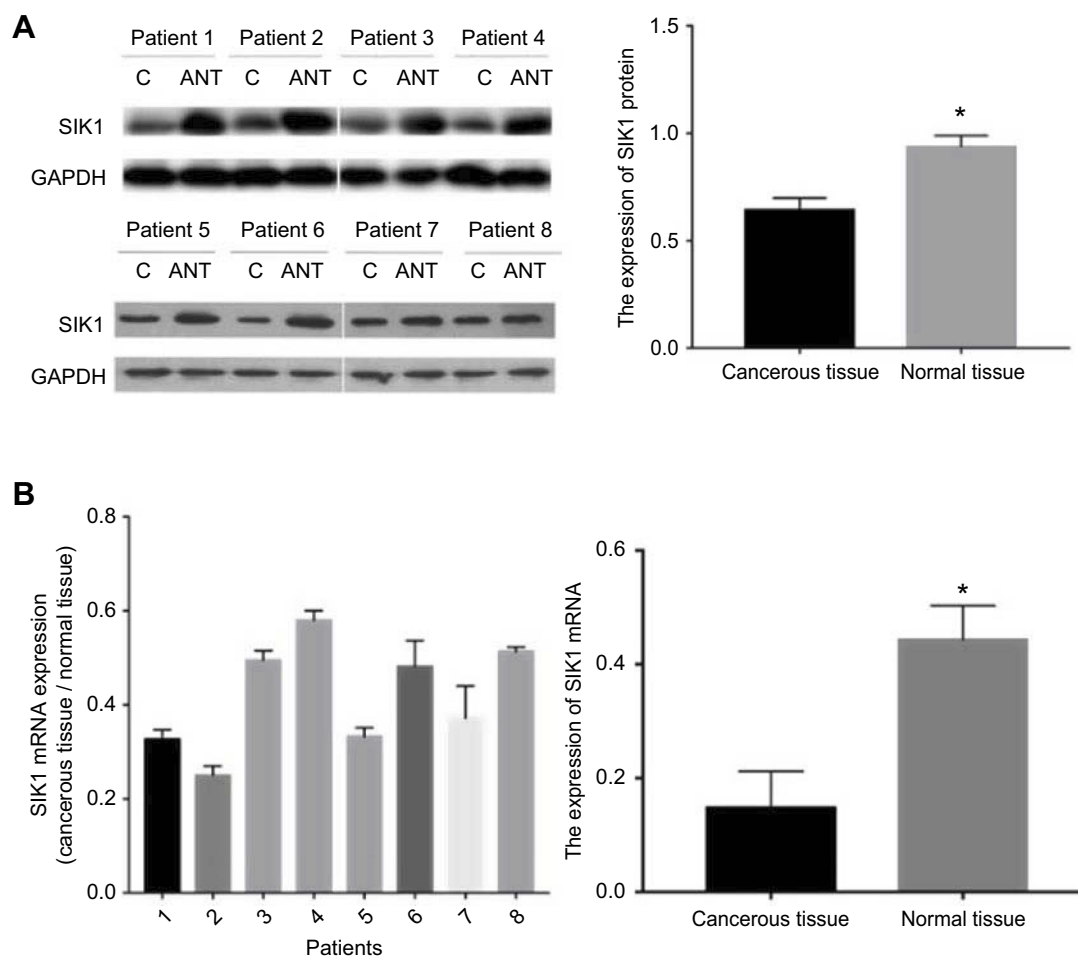 A
Patient 1 Patient 2 Patient 3 Patient 4
C ANT C ANT C ANT C ANT
SIK1
GAPDH
Patient 5 Patient 6 Patient 7 Patient 8
C ANT C ANT C ANT C ANT
SIK1
GAPDH
The expression of SIK1 protein
1.5
1.0
0.5
0.0
*
Cancerous tissue Normal tissue
B
SIK1 mRNA expression
(cancerous tissue / normal tissue)
0.8
0.6
0.4
0.2
0.0
1 2 3 4 5 6 7 8
Patients
The expression of SIK1 mRNA
0.6
0.4
0.2
0.0
*
Cancerous tissue Normal tissue